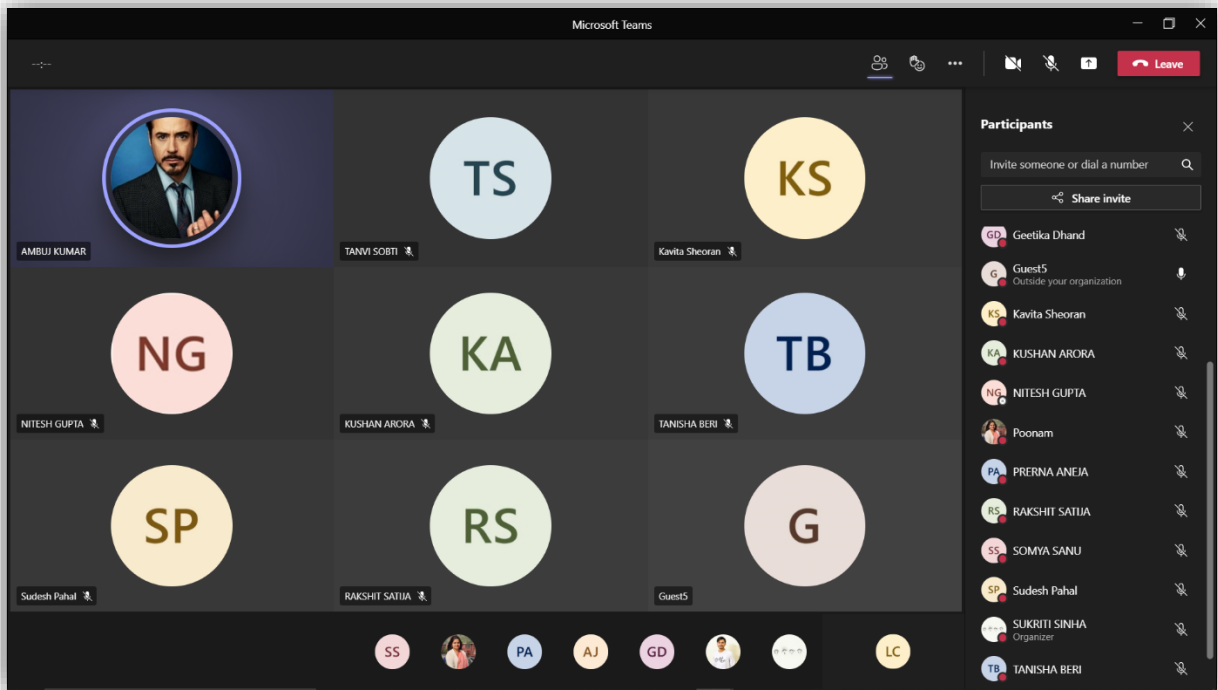 Microsoft Teams
--:--
Leave
TS
KS
AMBUJ KUMAR
TANVI SOBTI
Kavita Sheoran
NG
KA
TB
NITESH GUPTA
KUSHAN ARORA
TANISHA BERI
SP
RS
G
Sudesh Pahal
RAKSHIT SATIJA
Guest5
SS
PA
AJ
GD
LC
Participants
Invite someone or dial a number
Share invite
GD Geetika Dhand
G Guest5
Outside your organization
KS Kavita Sheoran
KA KUSHAN ARORA
NG NITESH GUPTA
Poonam
PA PRERNA ANEJA
RS RAKSHIT SATIJA
SS SOMYA SANU
SP Sudesh Pahal
SUKRITI SINHA
Organizer
TB TANISHA BERI